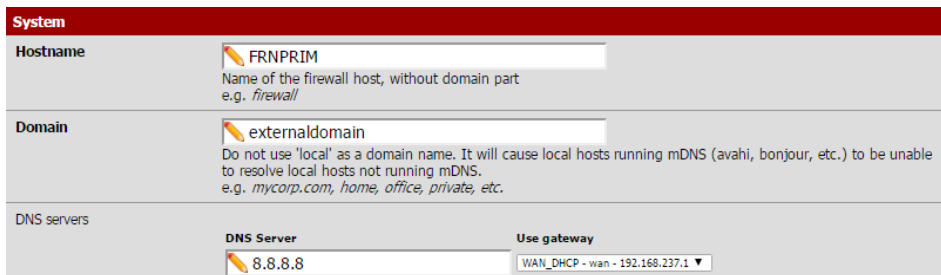 System
Hostname
FRNPRIM
Name of the firewall host, without domain part
e.g. firewall
Domain
externaldomain
Do not use 'local' as a domain name. It will cause local hosts running mDNS (avahi, bonjour, etc.) to be unable
to resolve local hosts not running mDNS.
e.g. mycorp.com, home, office, private, etc.
DNS servers
DNS Server Use gateway
8.8.8.8 WAN_DHCP - wan - 192.168.237.1